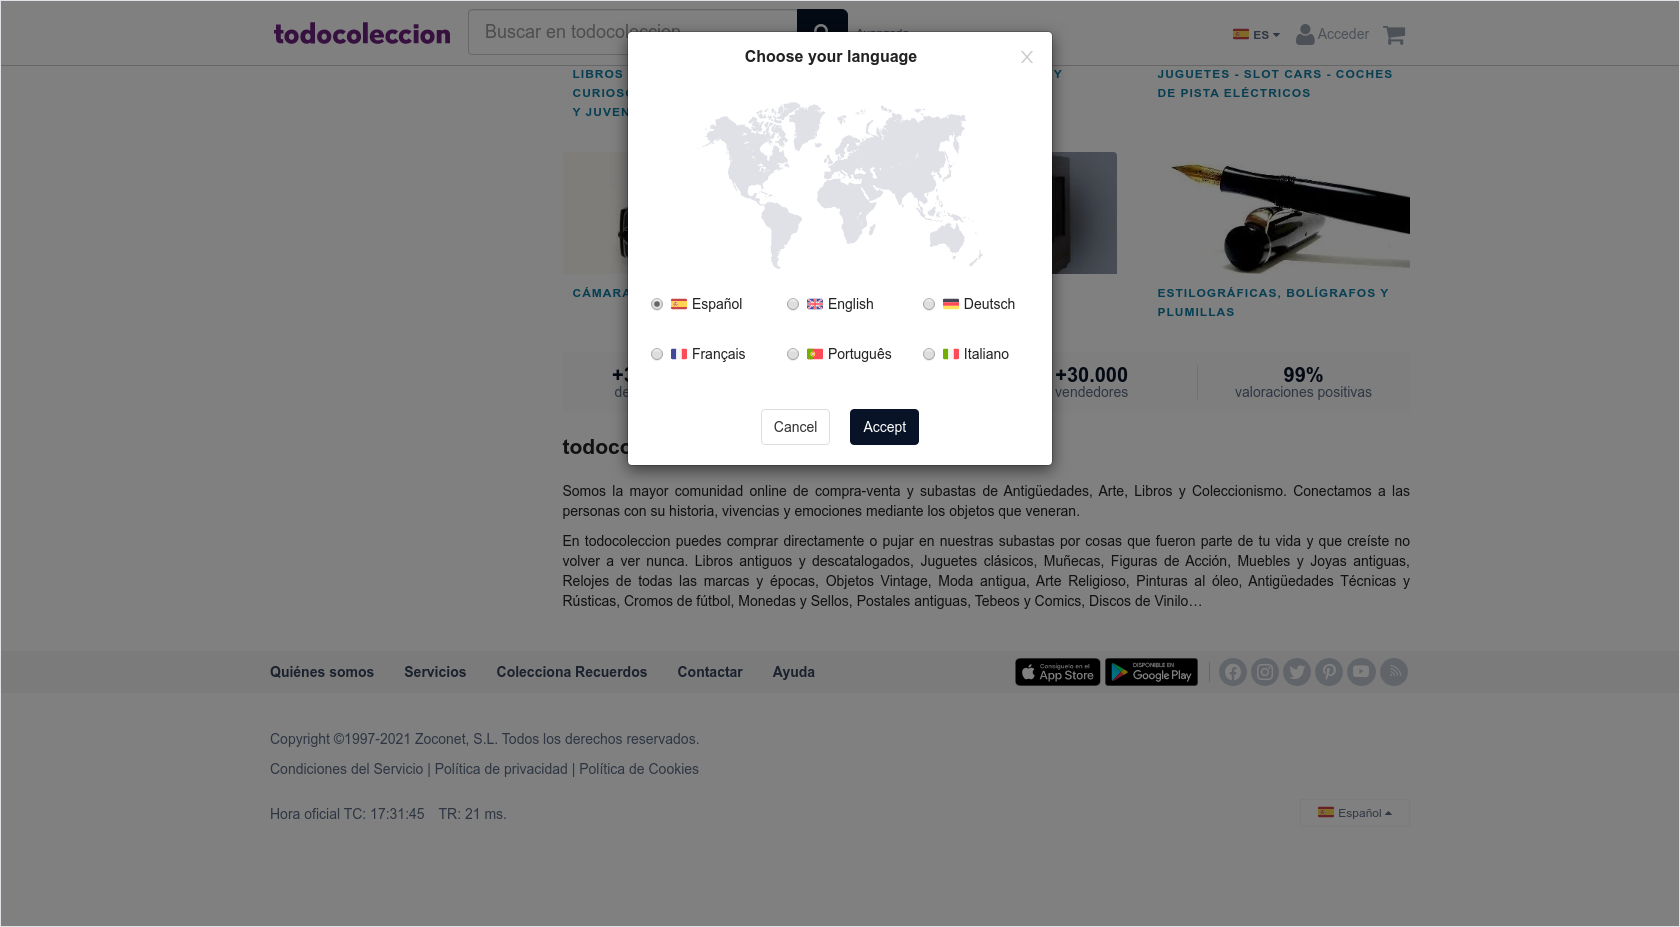 todocoleccion
Buscar en todocoleccion
ES
Acceder
LIBROS
Y
JUGUETES - SLOT CARS - COCHES
DE PISTA ELÉCTRICOS
Y
Choose your language
X
Español
English
Deutsch
Français
Português
Italiano
Cancel
Accept
ESTILOGRÁFICAS, BOLÍGRAFOS Y
PLUMILLAS
+30.000
vendedores
99%
valoraciones positivas
Somos la mayor comunidad online de compra-venta y subastas de Antigüedades, Arte, Libros y Coleccionismo. Conectamos a las
personas con su historia, vivencias y emociones mediante los objetos que veneran.
En todocoleccion puedes comprar directamente o pujar en nuestras subastas por cosas que fueron parte de tu vida y que creíste no
volver a ver nunca. Libros antiguos y descatalogados, Juguetes clásicos, Muñecas, Figuras de Acción, Muebles y Joyas antiguas,
Relojes de todas las marcas y épocas, Objetos Vintage, Moda antigua, Arte Religioso, Pinturas al óleo, Antigüedades Técnicas y
Rústicas, Cromos de fútbol, Monedas y Sellos, Postales antiguas, Tebeos y Comics, Discos de Vinilo…
Quiénes somos Servicios Colecciona Recuerdos Contactar Ayuda
Consíguelo en el
App Store
DISPONIBLE EN
Google Play
Copyright ©1997-2021 Zoconet, S.L. Todos los derechos reservados.
Condiciones del Servicio | Política de privacidad | Política de Cookies
Hora oficial TC: 17:31:45 TR: 21 ms.
Español